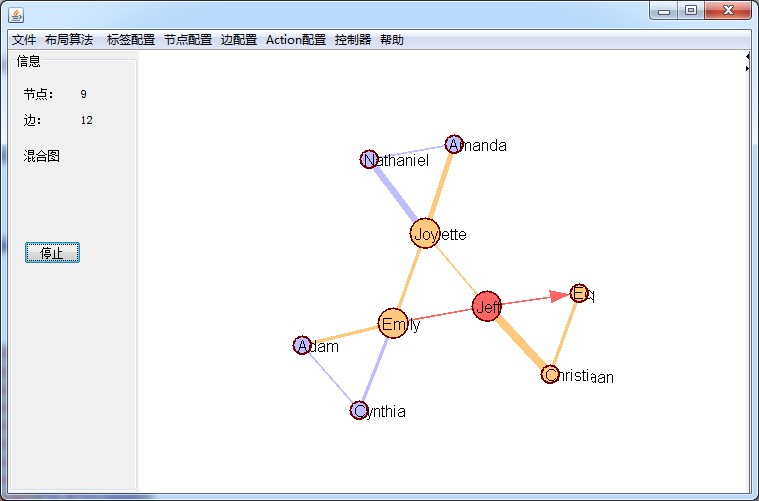 文件 布局算法 标签配置 节点配置 边配置 Action配置 控制器 帮助
信息
节点： 9
边： 12
混合图
停止
Amanda
Nathaniel
Joylette
Jeff
Emily
Adam
Christiaan
Cynthia